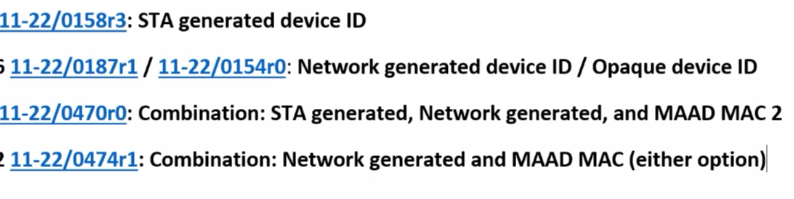 11-22/0158r3: STA generated device ID
11-22/0187r1 / 11-22/0154r0: Network generated device ID / Opaque device ID
11-22/0470r0: Combination: STA generated, Network generated, and MAAD MAC 2
11-22/0474r1: Combination: Network generated and MAAD MAC (either option)